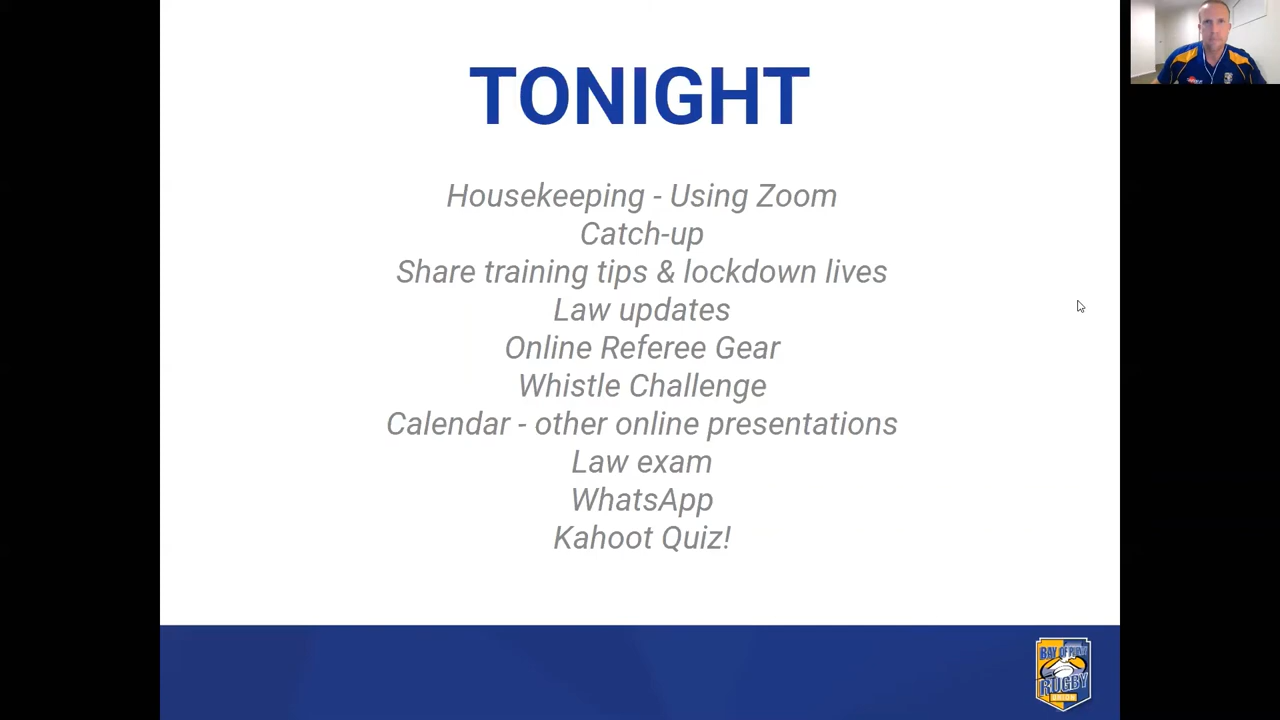 TONIGHT
Housekeeping - Using Zoom
Catch-up
Share training tips & lockdown lives
Law updates
Online Referee Gear
Whistle Challenge
Calendar - other online presentations
Law exam
WhatsApp
Kahoot Quiz!
RUGBY